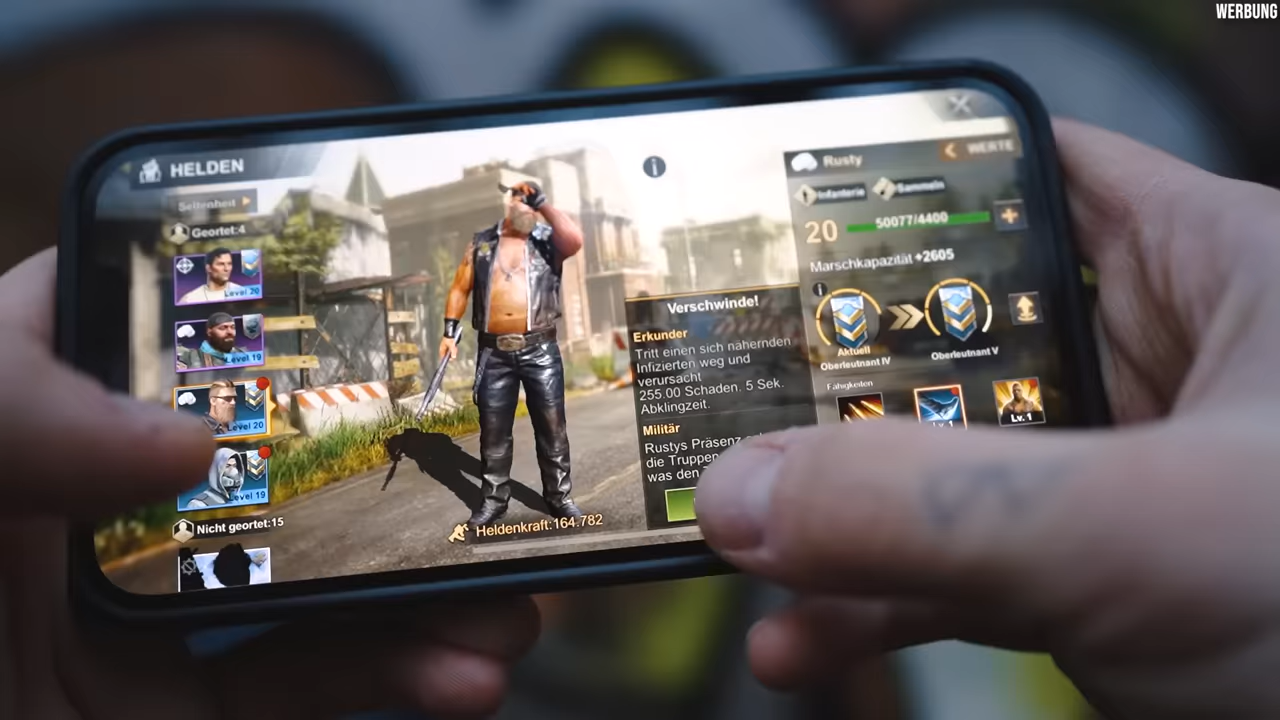 WERBUNG
HELDEN
Seltenheit
Geortet:4
Level 20
Level 19
Level 20
Level 19
Nicht geortet:15
Heldenkraft:164.782
Verschwinde!
Erkunder
Tritt einen sich nähernden
Infizierten weg und
verursacht
255.00 Schaden. 5 Sek.
Abklingzeit.
Militär
Rustys Präsenz
die Truppen
was den
Rusty
WERTE
Infanterie
Sammeln
20
50077/4400
Marschkapazität +2605
Aktuell
Oberleutnant IV
Oberleutnant V
Fähigkeiten
Lv. 1
Lv. 1